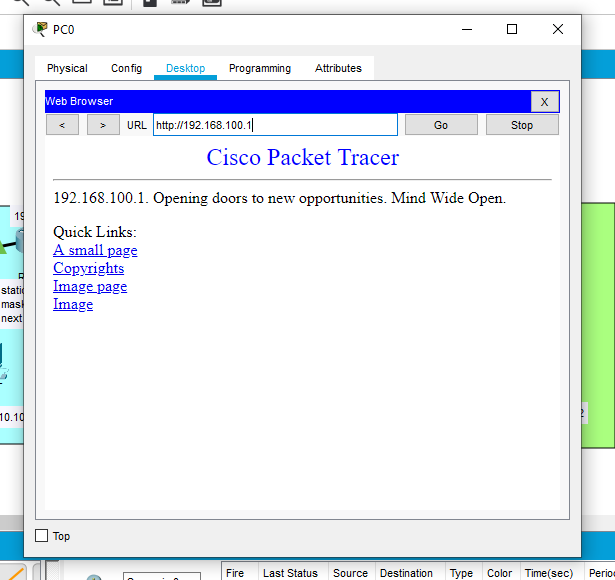 PC0
Physical Config Desktop Programming Attributes
Web Browser X
< > URL http://192.168.100.1 Go Stop
Cisco Packet Tracer
192.168.100.1. Opening doors to new opportunities. Mind Wide Open.
Quick Links:
A small page
Copyrights
Image page
Image
19
R
static
mask
next
10.10
2
Top
Fire Last Status Source Destination Type Color Time(sec) Period